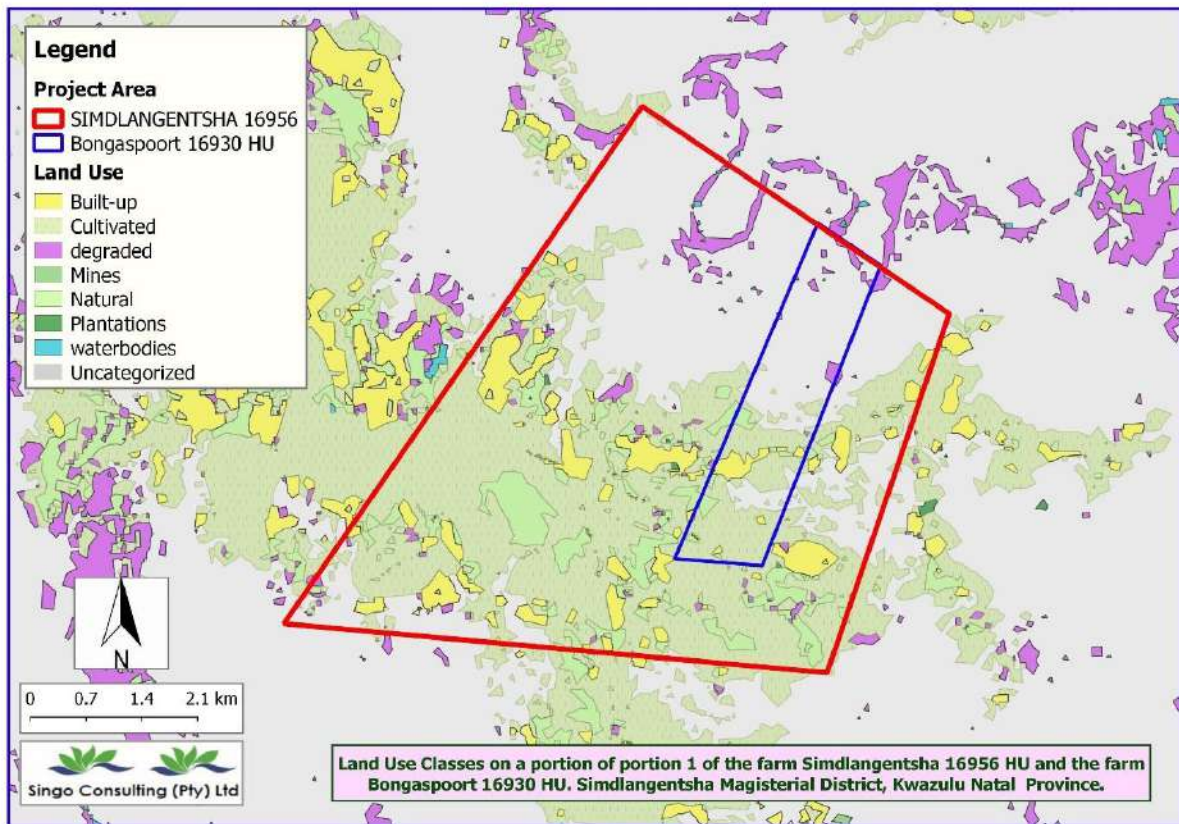 Legend
Project Area
SIMDLANGENTSHA 16956
Bongaspoort 16930 HU
Land Use
Built-up
Cultivated
degraded
Mines
Natural
Plantations
waterbodies
Uncategorized
N
0 0.7 1.4 2.1 km
Singo Consulting (Pty) Ltd
Land Use Classes on a portion of portion 1 of the farm Simdlangentsha 16956 HU and the farm
Bongaspoort 16930 HU. Simdlangentsha Magisterial District, Kwazulu Natal Province.